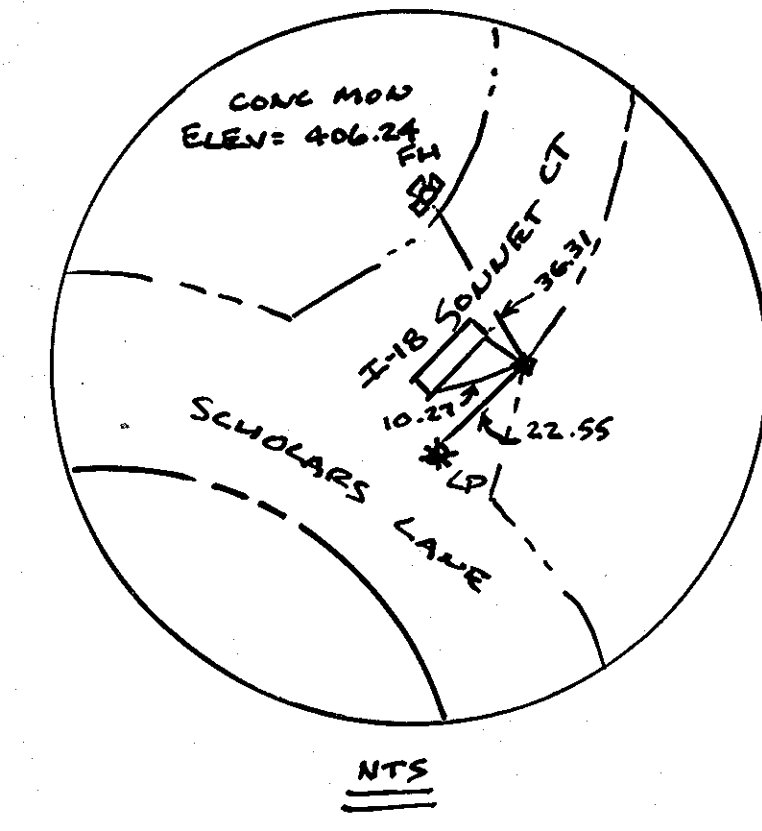 CONC MON
ELEV= 406.24
FH
I-18 SONNET CT
36.31
10.27
22.55
LP
SCHOLARS LANE
NTS